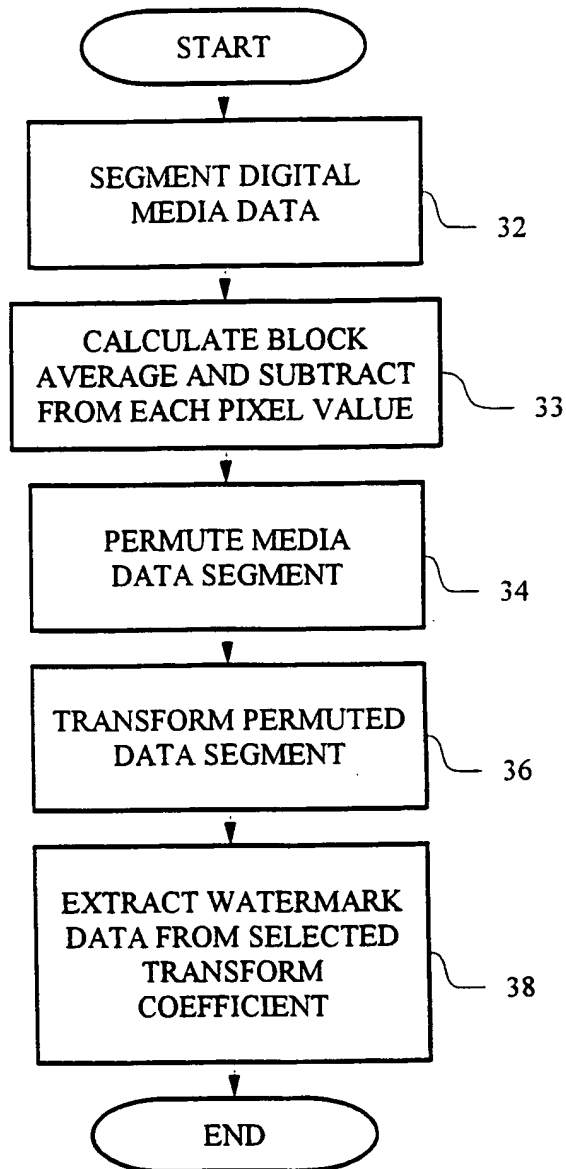 START
SEGMENT DIGITAL
MEDIA DATA
32
CALCULATE BLOCK
AVERAGE AND SUBTRACT
FROM EACH PIXEL VALUE
33
PERMUTE MEDIA
DATA SEGMENT
34
TRANSFORM PERMUTED
DATA SEGMENT
36
EXTRACT WATERMARK
DATA FROM SELECTED
TRANSFORM
COEFFICIENT
38
END